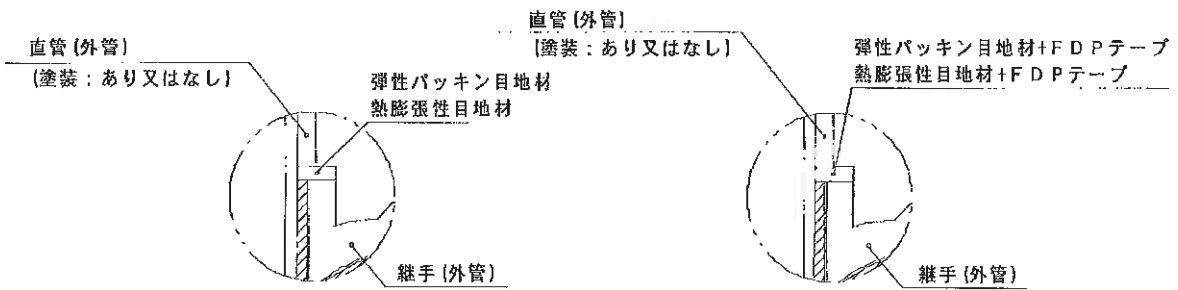 直管(外管)
(塗装:あり又はなし)
弾性パッキン目地材
熱膨張性目地材
継手(外管)
直管(外管)
(塗装:あり又はなし)
弾性パッキン目地材+FDPテープ
熱膨張性目地材+FDPテープ
継手(外管)